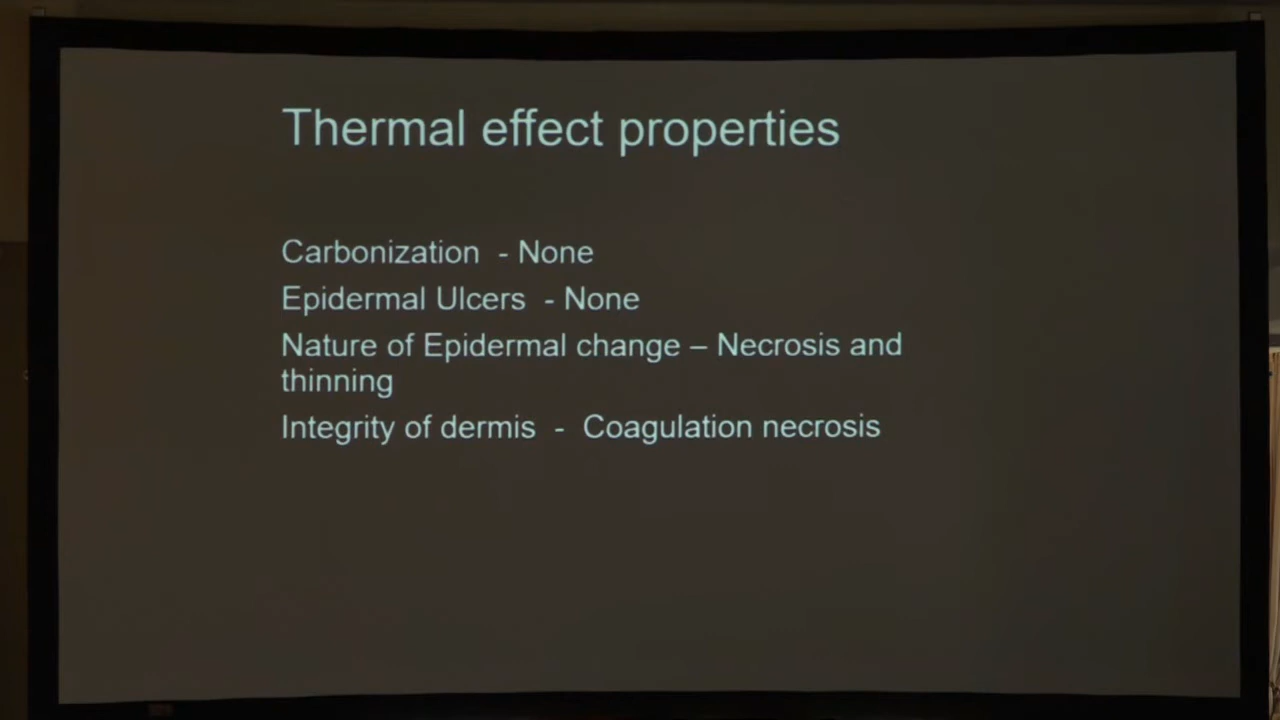 Thermal effect properties
Carbonization - None
Epidermal Ulcers - None
Nature of Epidermal change – Necrosis and
thinning
Integrity of dermis - Coagulation necrosis